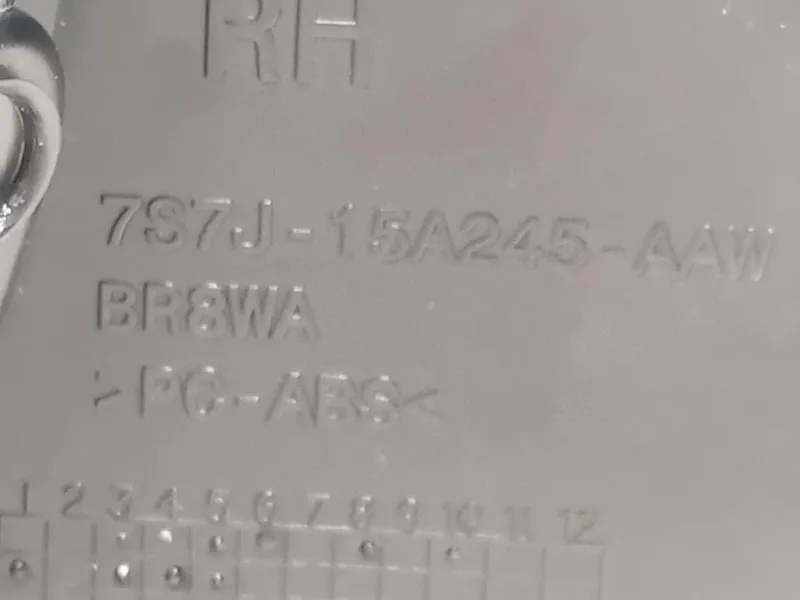 RH
7S7J-15A245-AAW
BR8WA
>PC-ABS<
1 2 3 4 5 6 7 8 9 10 11 12